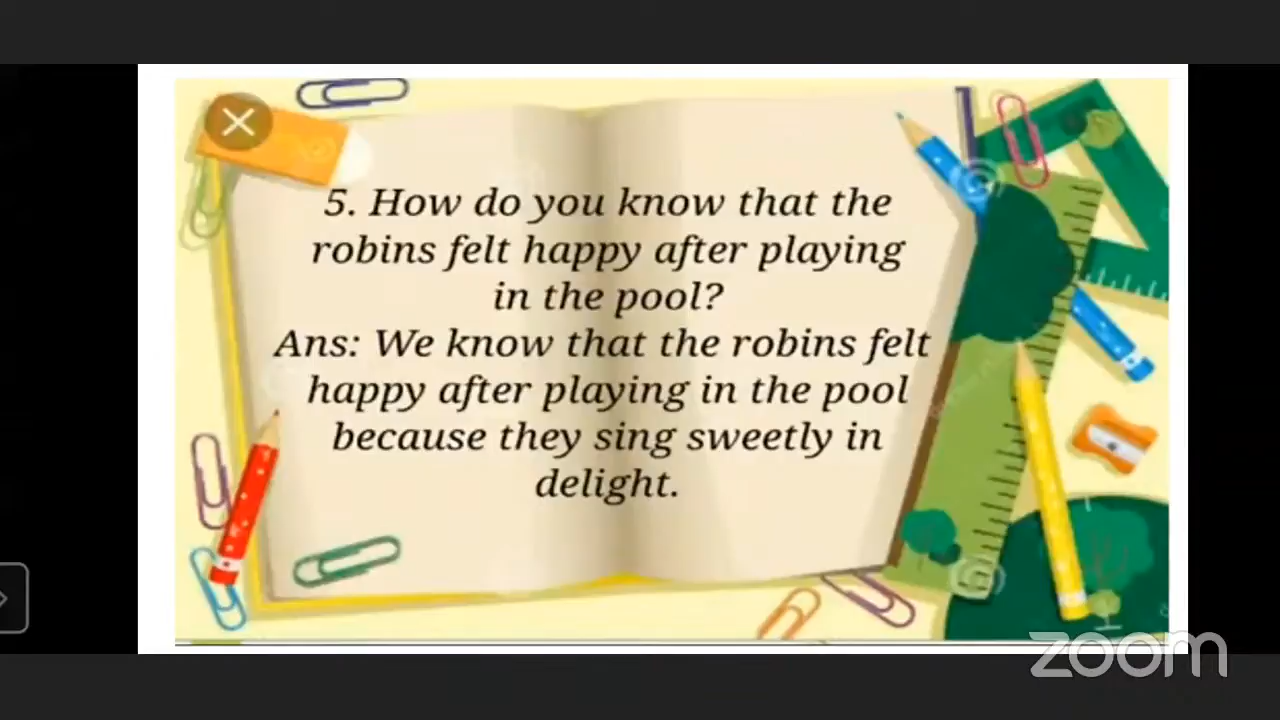 5. How do you know that the
robins felt happy after playing
in the pool?
Ans: We know that the robins felt
happy after playing in the pool
because they sing sweetly in
delight.
zoom